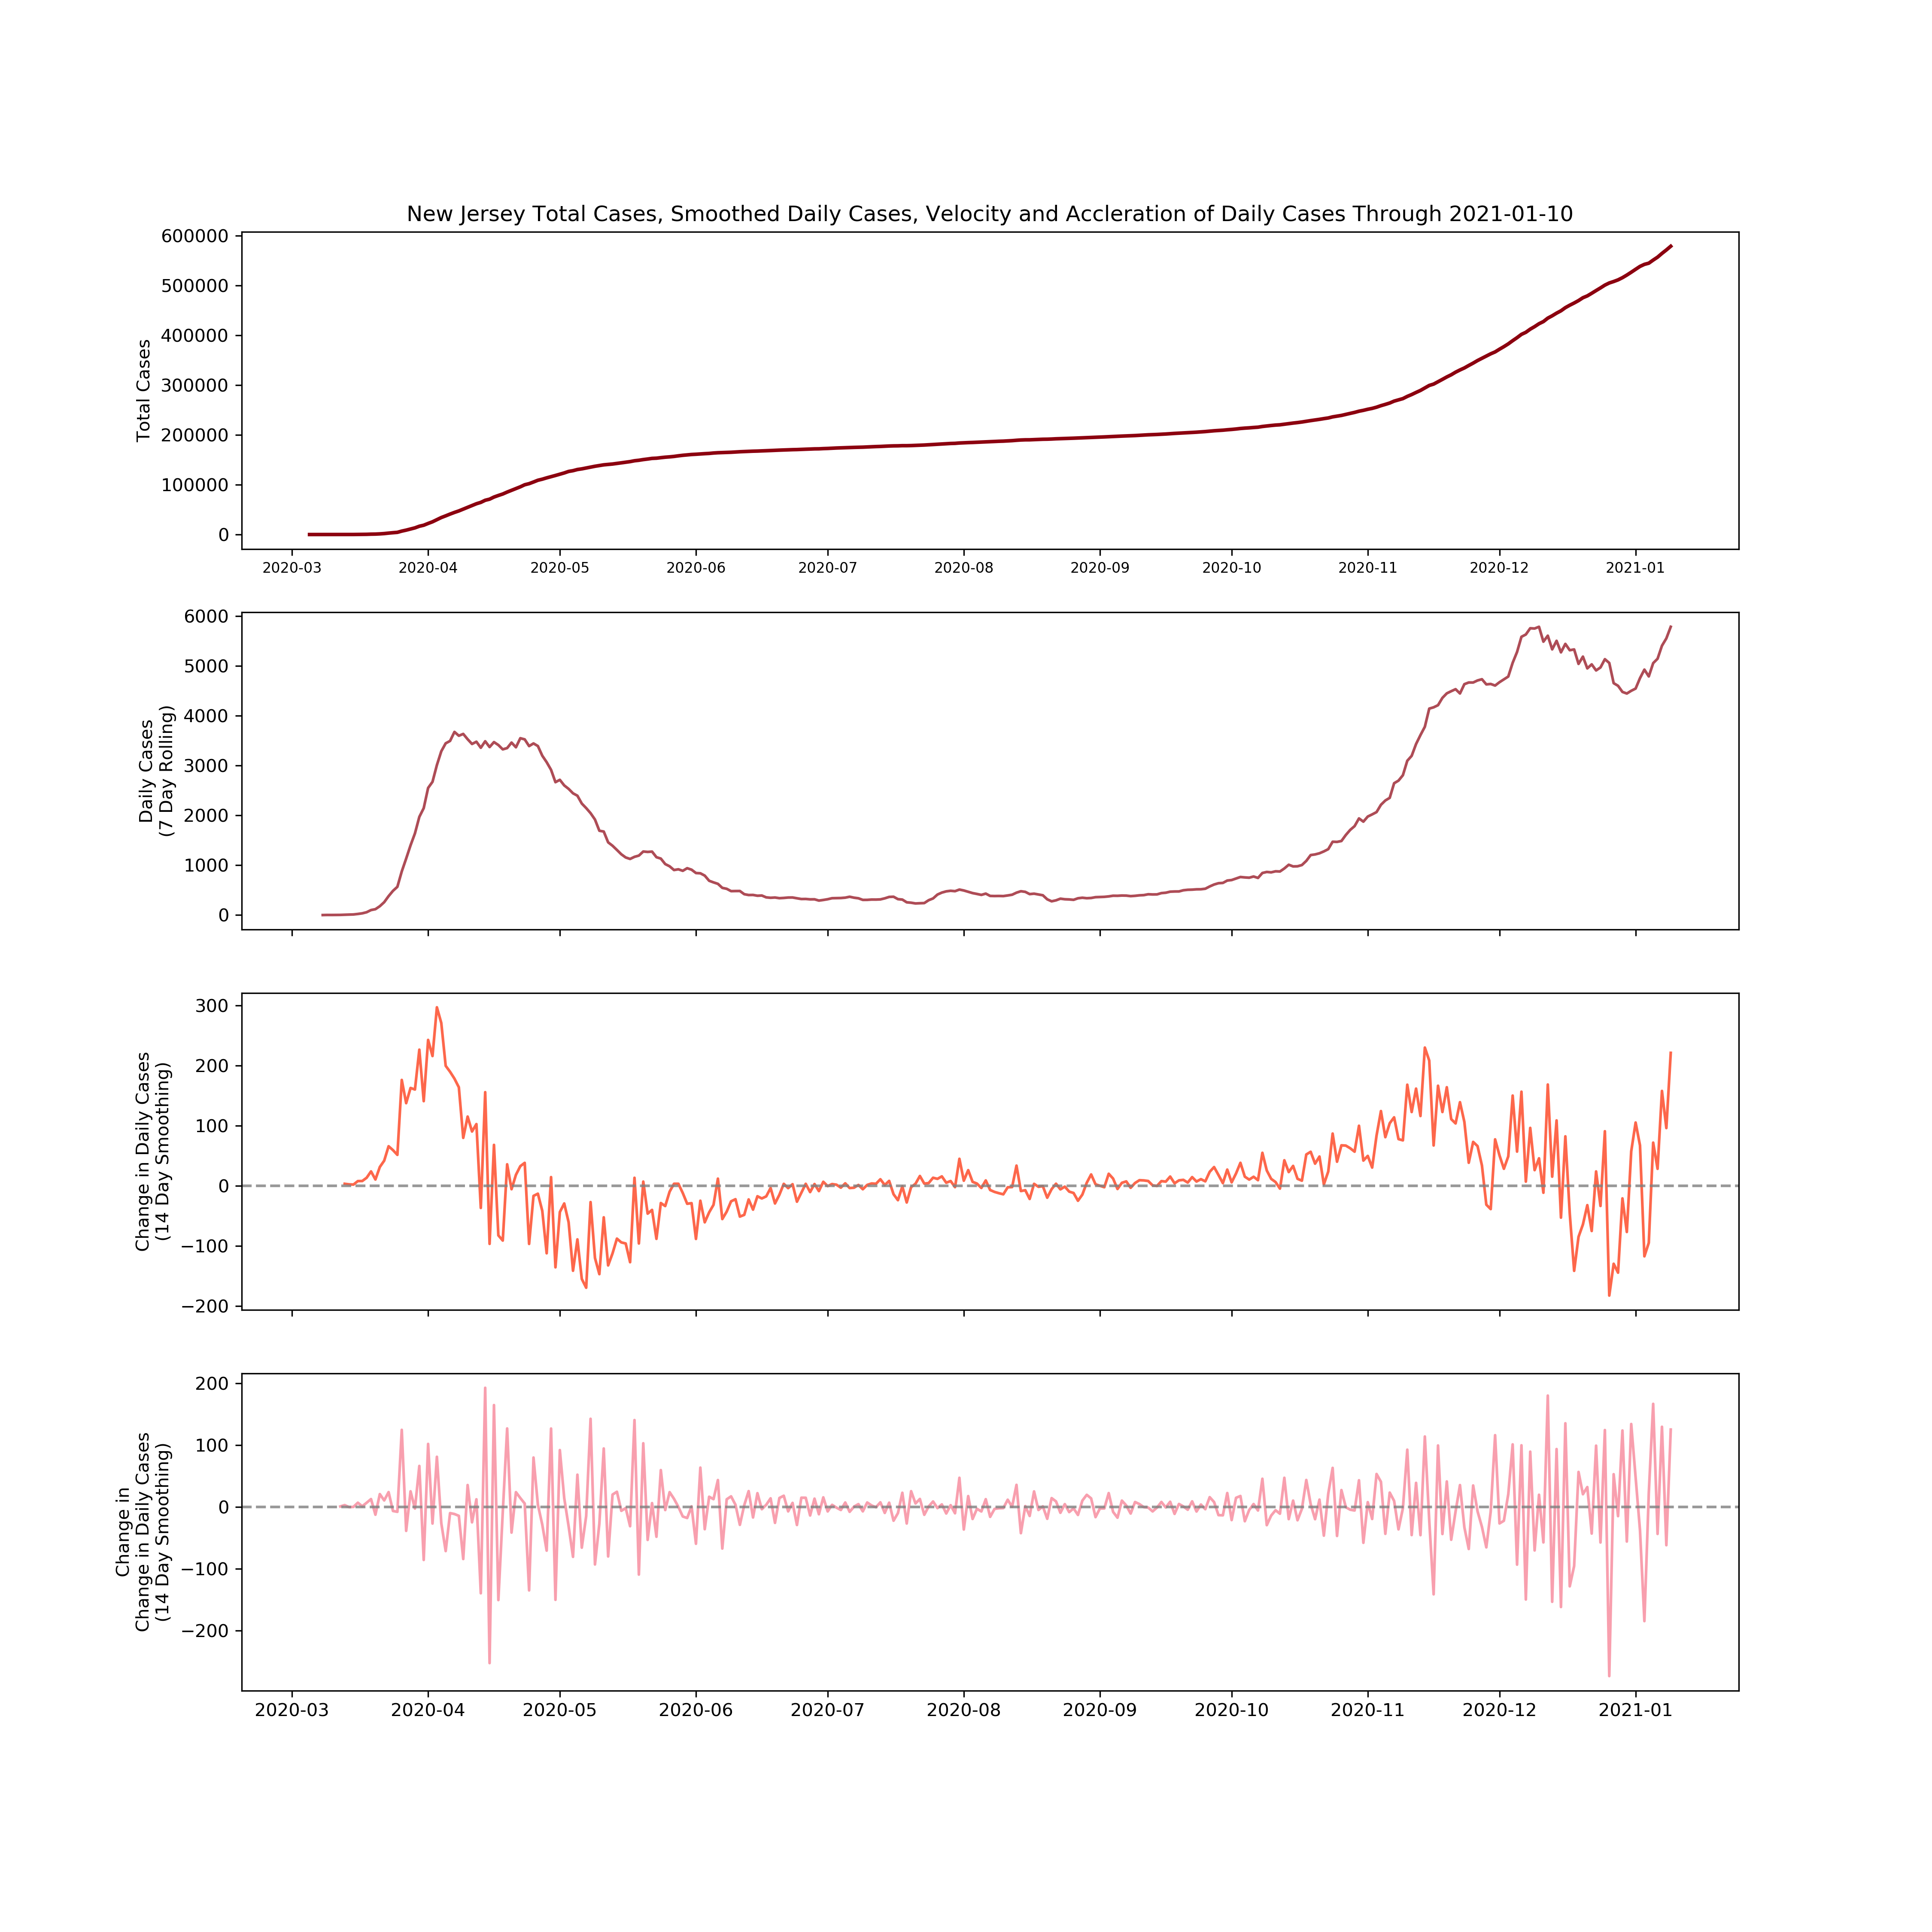 New Jersey Total Cases, Smoothed Daily Cases, Velocity and Accleration of Daily Cases Through 2021-01-10
Total Cases
600000
500000
400000
300000
200000
100000
0
2020-03 2020-04 2020-05 2020-06 2020-07 2020-08 2020-09 2020-10 2020-11 2020-12 2021-01
Daily Cases
(7 Day Rolling)
6000
5000
4000
3000
2000
1000
0
Change in Daily Cases
(14 Day Smoothing)
300
200
100
0
−100
−200
Change in
Change in Daily Cases
(14 Day Smoothing)
200
100
0
−100
−200
2020-03 2020-04 2020-05 2020-06 2020-07 2020-08 2020-09 2020-10 2020-11 2020-12 2021-01